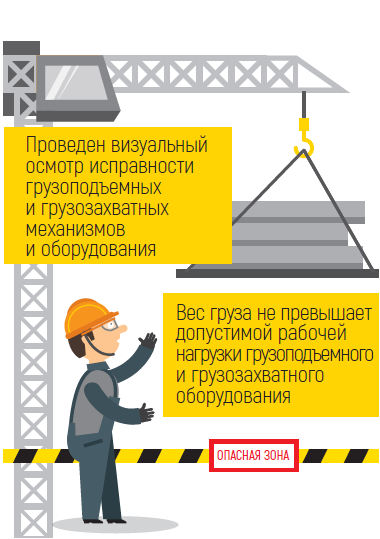 Проведен визуальный
осмотр исправности
грузоподъемных
и грузозахватных
механизмов
и оборудования
Вес груза не превышает
допустимой рабочей
нагрузки грузоподъемного
и грузозахватного
оборудования
ОПАСНАЯ ЗОНА